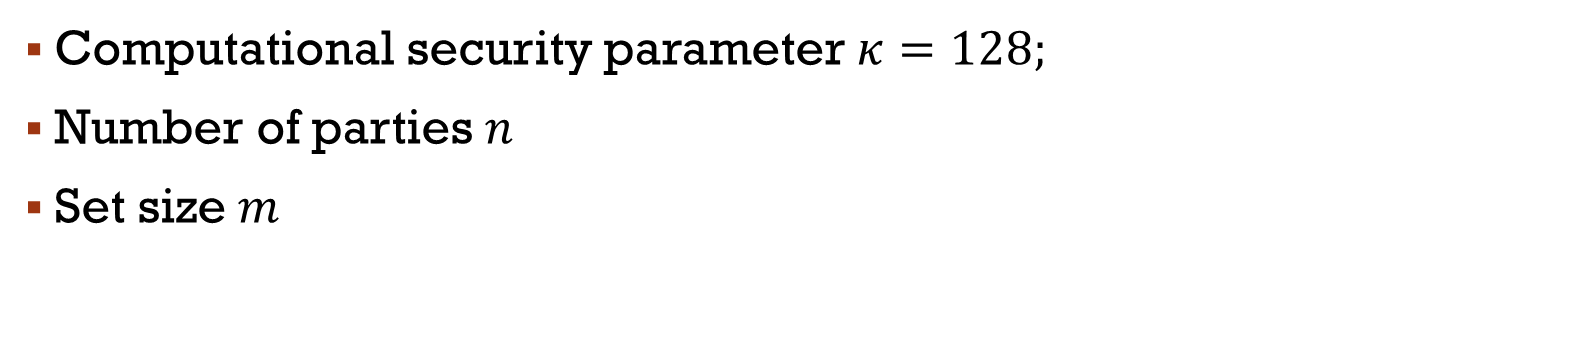 ▪ Computational security parameter κ = 128;
▪ Number of parties n
▪ Set size m